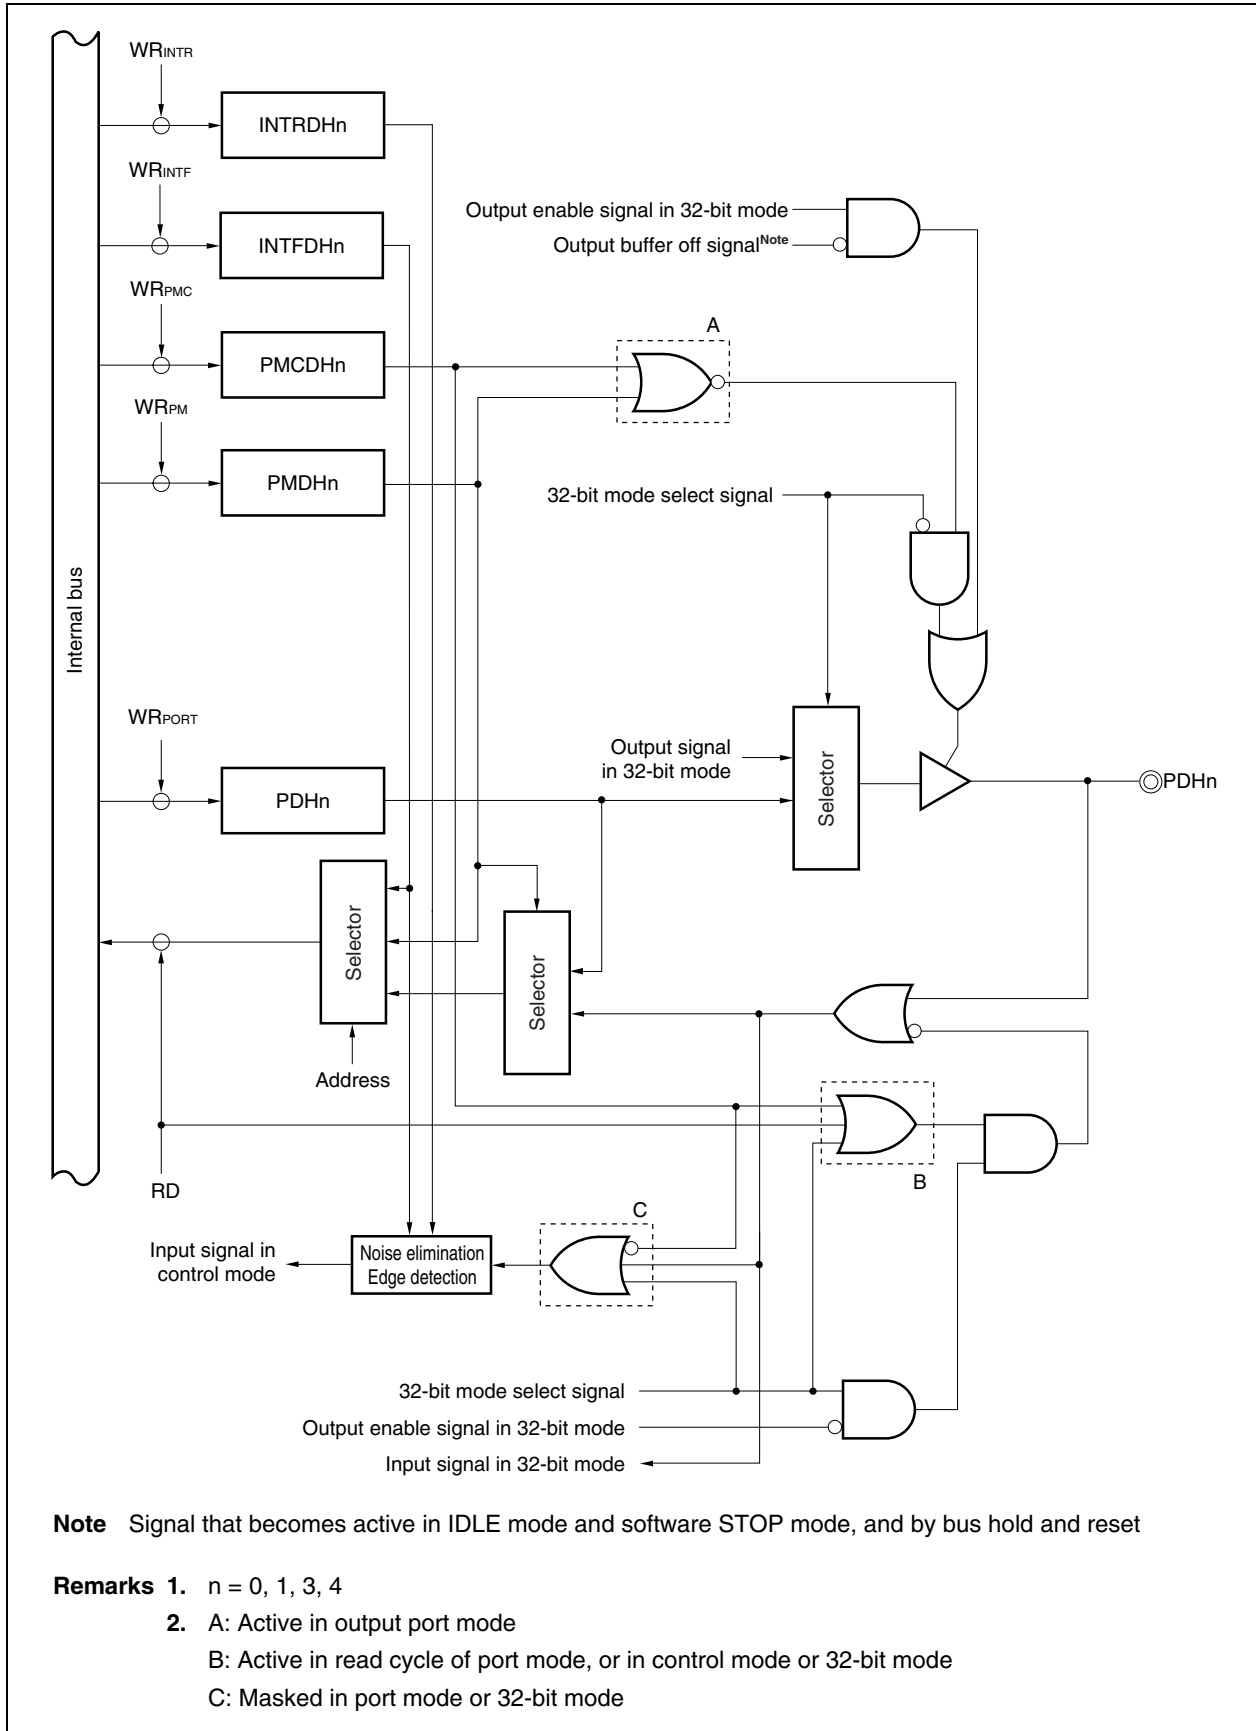 WRINTR
INTRDHn
WRINTF
INTFDHn
Output enable signal in 32-bit mode
Output buffer off signalNote
WRPMC
PMCDHn
A
WRPM
PMDHn
32-bit mode select signal
Internal bus
WRPORT
PDHn
Output signal
in 32-bit mode
Selector
PDHn
Selector
Selector
Address
RD
B
C
Input signal in
control mode
Noise elimination
Edge detection
32-bit mode select signal
Output enable signal in 32-bit mode
Input signal in 32-bit mode
Note Signal that becomes active in IDLE mode and software STOP mode, and by bus hold and reset
Remarks 1. n = 0, 1, 3, 4
2. A: Active in output port mode
B: Active in read cycle of port mode, or in control mode or 32-bit mode
C: Masked in port mode or 32-bit mode